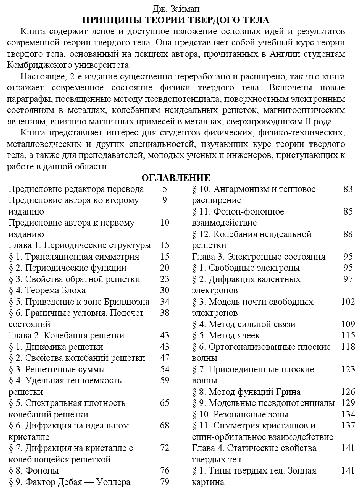 Дж. Займан
ПРИНЦИПЫ ТЕОРИИ ТВЕРДОГО ТЕЛА
Книга содержит ясное и доступное изложение основных идей и результатов
современной теории твердого тела. Она представляет собой учебный курс теории
твердого тела, основанный на лекциях автора, прочитанных в Англии студентам
Кембриджского университета.
Настоящее, 2-е издание существенно переработано и расширено, так что книга
отражает современное состояние физики твердого тела. Включены новые
параграфы, посвященные методу псевдопотенциала, поверхностным электронным
состояниям в металлах, колебаниям неидеальных решеток, магнитооптическим
явлениям, влиянию магнитных примесей в металлах, сверхпроводникам II рода.
Книга представляет интерес для студентов физических, физико-технических,
металловедческих и других специальностей, изучающих курс теории твердого
тела, а также для преподавателей, молодых ученых и инженеров, приступающих к
работе в данной области.
ОГЛАВЛЕНИЕ
Предисловие редактора перевода 5
Предисловие автора ко второму 9
изданию
Предисловие автора к первому 10
изданию
Глава 1. Периодические структуры 15
§ 1. Трансляционная симметрия 15
§ 2. Периодические функции 20
§ 3. Свойства обратной решетки 23
§ 4. Теорема Блоха 30
§ 5. Приведение к зоне Бриллюэна 34
§ 6. Граничные условия. Подсчет 38
состояний
Глава 2. Колебания решетки 43
§ 1. Динамика решетки 43
§ 2. Свойства колебаний решетки 47
§ 3. Решеточные суммы 54
§ 4. Удельная теплоемкость 59
решетки
§ 5. Спектральная плотность 65
колебаний решетки
§ 6. Дифракция на идеальном 68
кристалле
§ 7. Дифракция на кристалле с 72
колеблющейся решеткой
§ 8. Фононы 76
§ 9. Фактор Дебая — Уоллера 79
§ 10. Ангармонизм и тепловое 83
расширение
§ 11. Фонон-фононное 85
взаимодействие
§ 12. Колебания неидеальной 86
решетки
Глава 3. Электронные состояния 95
§ 1. Свободные электроны 95
§ 2. Дифракция валентных 97
электронов
§ 3. Модель почти свободных 102
электронов
§ 4. Метод сильной связи 109
§ 5. Метод ячеек 115
§ 6. Ортогонализованные плоские 118
волны
§ 7. Присоединенные плоские 123
волны
§ 8. Метод функций Грина 126
§ 9. Модельные псевдопотенциалы 129
§ 10. Резонансные зоны 134
§ 11. Симметрия кристаллов и 137
спин-орбитальное взаимодействие
Глава 4. Статические свойства 141
твердых тел
§ 1. Типы твердых тел. Зонная 141
картина